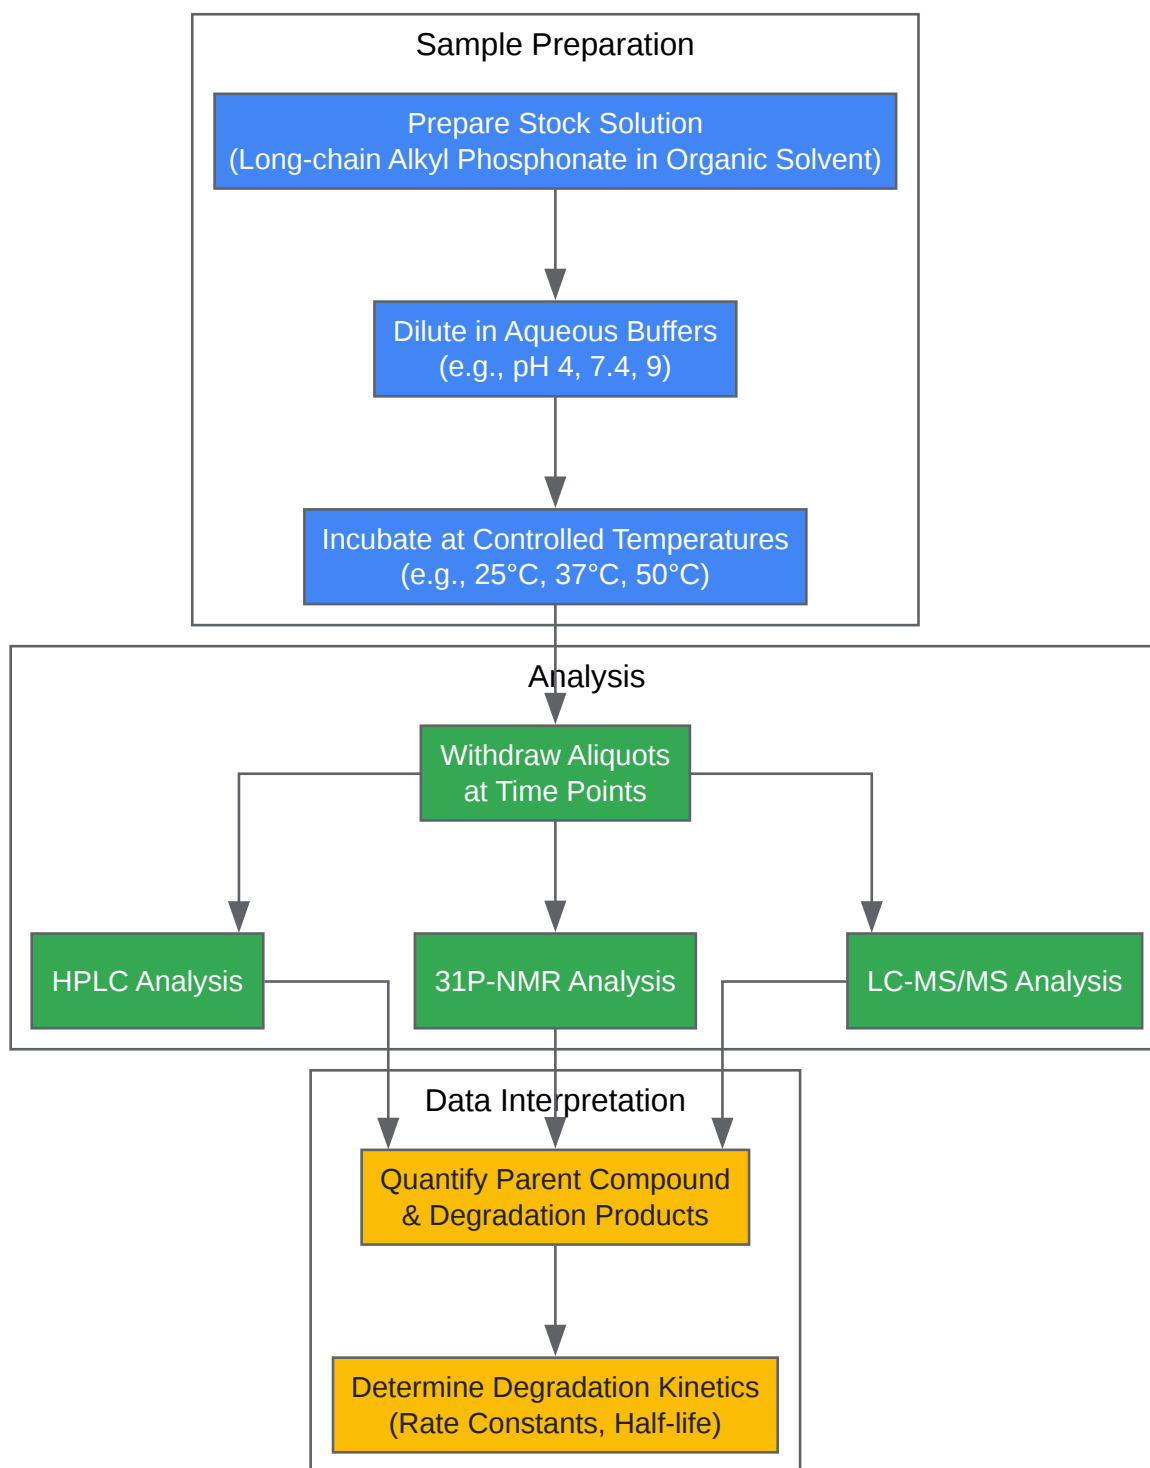 Sample Preparation
Prepare Stock Solution
(Long-chain Alkyl Phosphonate in Organic Solvent)
Dilute in Aqueous Buffers
(e.g., pH 4, 7.4, 9)
Incubate at Controlled Temperatures
(e.g., 25°C, 37°C, 50°C)
Analysis
Withdraw Aliquots
at Time Points
HPLC Analysis
31P-NMR Analysis
LC-MS/MS Analysis
Data Interpretation
Quantify Parent Compound
& Degradation Products
Determine Degradation Kinetics
(Rate Constants, Half-life)